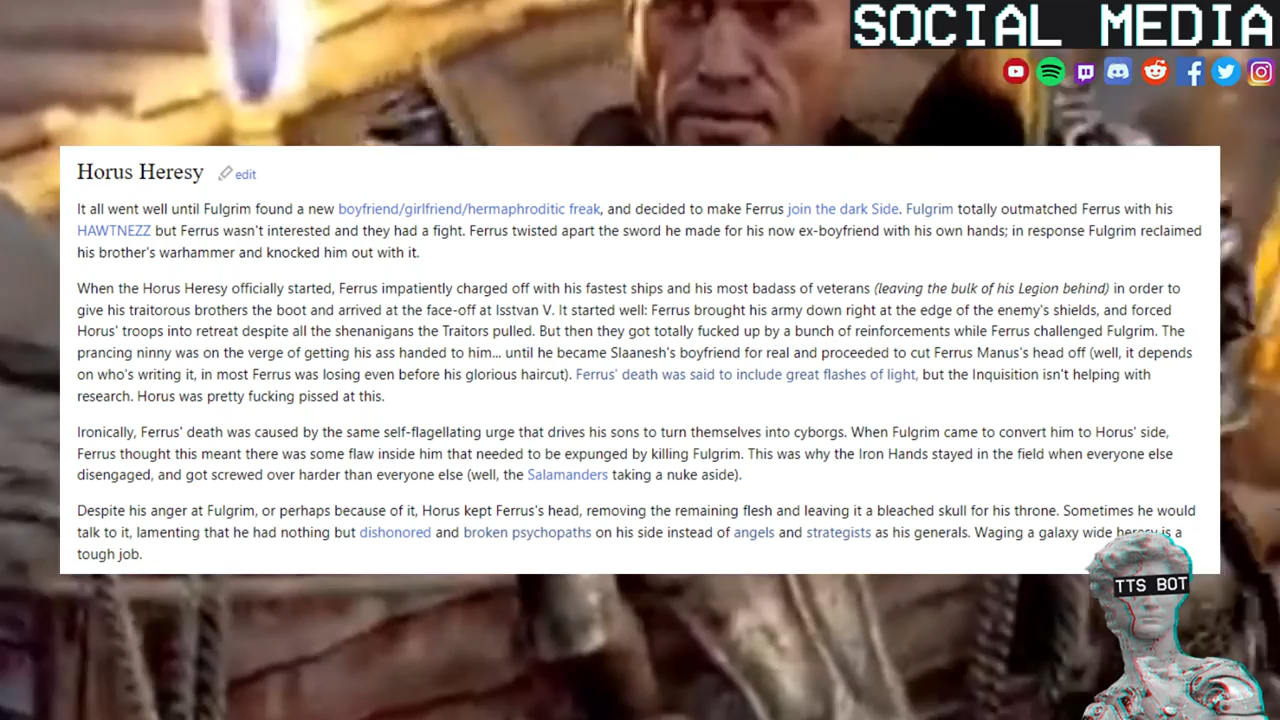 SOCIAL MEDIA
Horus Heresy edit
It all went well until Fulgrim found a new boyfriend/girlfriend/hermaphroditic freak, and decided to make Ferrus join the dark Side. Fulgrim totally outmatched Ferrus with his
HAWTNEZZ but Ferrus wasn't interested and they had a fight. Ferrus twisted apart the sword he made for his now ex-boyfriend with his own hands; in response Fulgrim reclaimed
his brother's warhammer and knocked him out with it.
When the Horus Heresy officially started, Ferrus impatiently charged off with his fastest ships and his most badass of veterans (leaving the bulk of his Legion behind) in order to
give his traitorous brothers the boot and arrived at the face-off at Isstvan V. It started well: Ferrus brought his army down right at the edge of the enemy's shields, and forced
Horus' troops into retreat despite all the shenanigans the Traitors pulled. But then they got totally fucked up by a bunch of reinforcements while Ferrus challenged Fulgrim. The
prancing ninny was on the verge of getting his ass handed to him... until he became Slaanesh's boyfriend for real and proceeded to cut Ferrus Manus's head off (well, it depends
on who's writing it, in most Ferrus was losing even before his glorious haircut). Ferrus' death was said to include great flashes of light, but the Inquisition isn't helping with
research. Horus was pretty fucking pissed at this.
Ironically, Ferrus' death was caused by the same self-flagellating urge that drives his sons to turn themselves into cyborgs. When Fulgrim came to convert him to Horus' side,
Ferrus thought this meant there was some flaw inside him that needed to be expunged by killing Fulgrim. This was why the Iron Hands stayed in the field when everyone else
disengaged, and got screwed over harder than everyone else (well, the Salamanders taking a nuke aside).
Despite his anger at Fulgrim, or perhaps because of it, Horus kept Ferrus's head, removing the remaining flesh and leaving it a bleached skull for his throne. Sometimes he would
talk to it, lamenting that he had nothing but dishonored and broken psychopaths on his side instead of angels and strategists as his generals. Waging a galaxy wide heresy is a
tough job.
TTS BOT